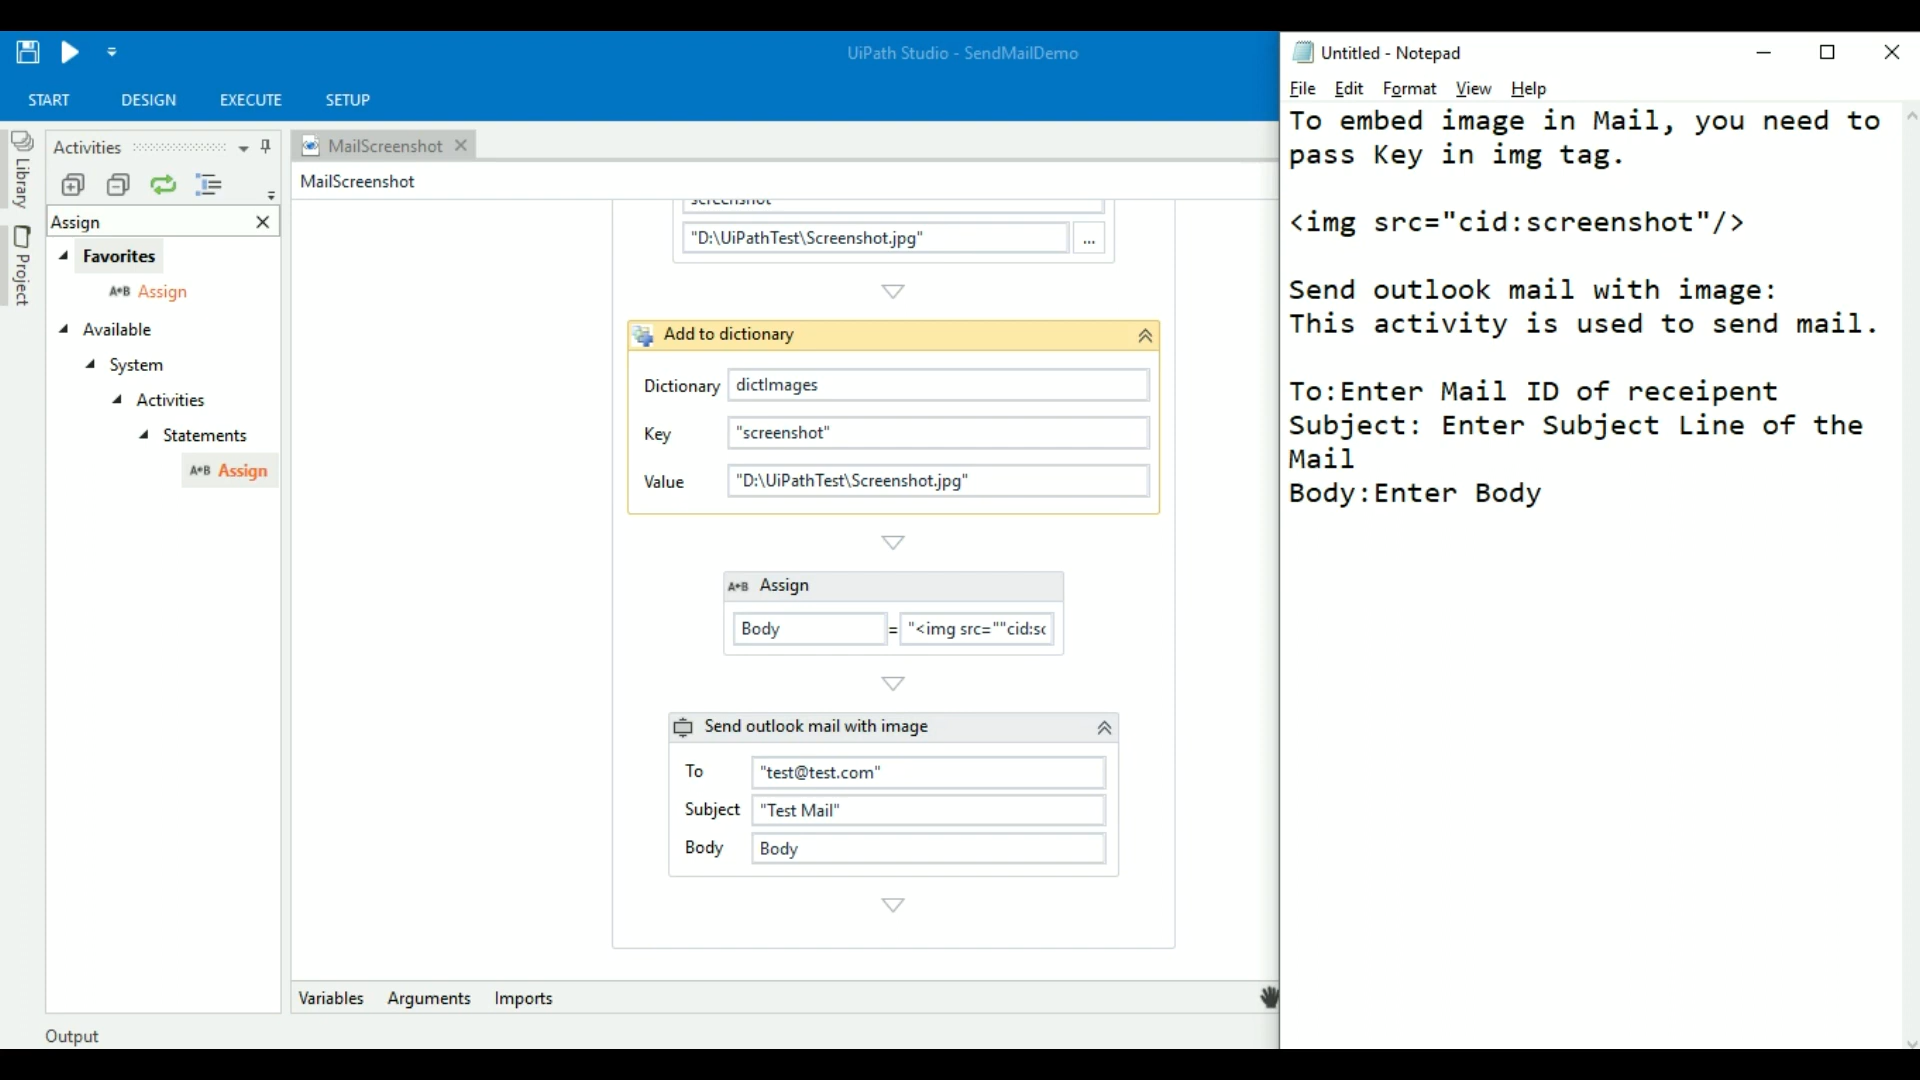 UiPath Studio - SendMailDemo
START
DESIGN
EXECUTE
SETUP
Library
Project
Activities
Assign
Favorites
A*B Assign
Available
System
Activities
Statements
A*B Assign
MailScreenshot
MailScreenshot
screenshot
"D:\UiPathTest\Screenshot.jpg"
...
Add to dictionary
Dictionary
dictImages
Key
"screenshot"
Value
"D:\UiPathTest\Screenshot.jpg"
A*B Assign
Body
=
"<img src=""cid:sc
Send outlook mail with image
To
"test@test.com"
Subject
"Test Mail"
Body
Body
Variables
Arguments
Imports
Output
Untitled - Notepad
File Edit Format View Help
To embed image in Mail, you need to
pass Key in img tag.
<img src="cid:screenshot"/>
Send outlook mail with image:
This activity is used to send mail.
To:Enter Mail ID of receipent
Subject: Enter Subject Line of the
Mail
Body:Enter Body